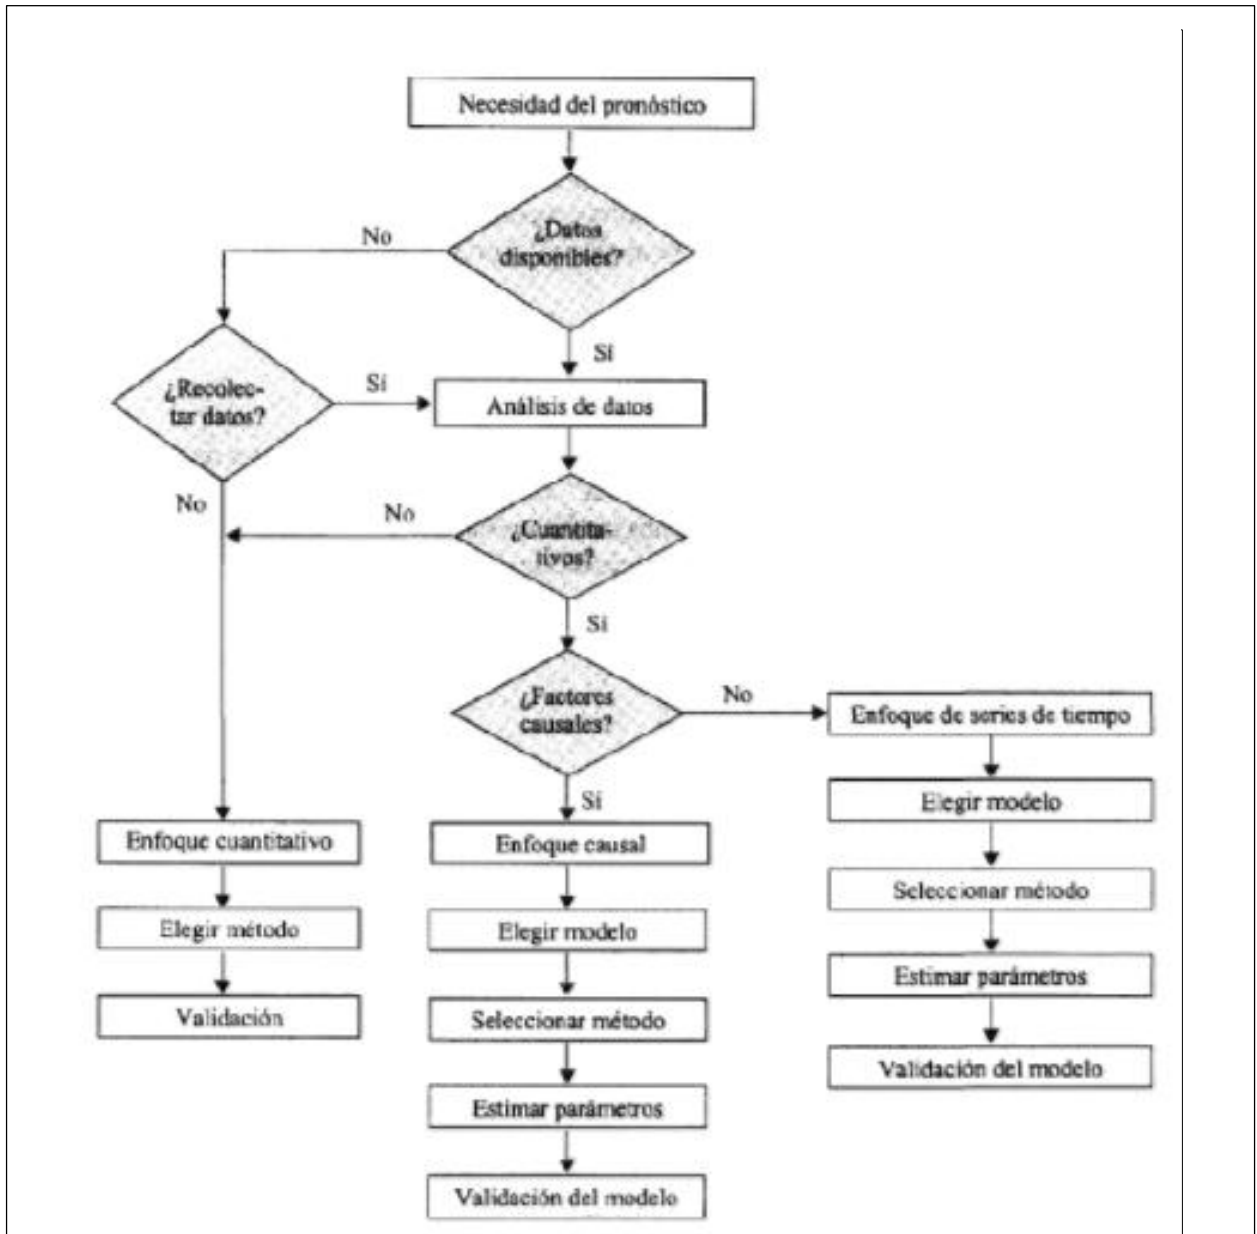 Necesidad del pronóstico
¿Datos
disponibles?
No
Sí
¿Recolec-
tar datos?
Sí
Análisis de datos
No
No
¿Cuantita-
tivos?
Sí
¿Factores
causales?
No
Enfoque de series de tiempo
Elegir modelo
Seleccionar método
Estimar parámetros
Validación del modelo
Sí
Enfoque cuantitativo
Elegir método
Validación
Enfoque causal
Elegir modelo
Seleccionar método
Estimar parámetros
Validación del modelo